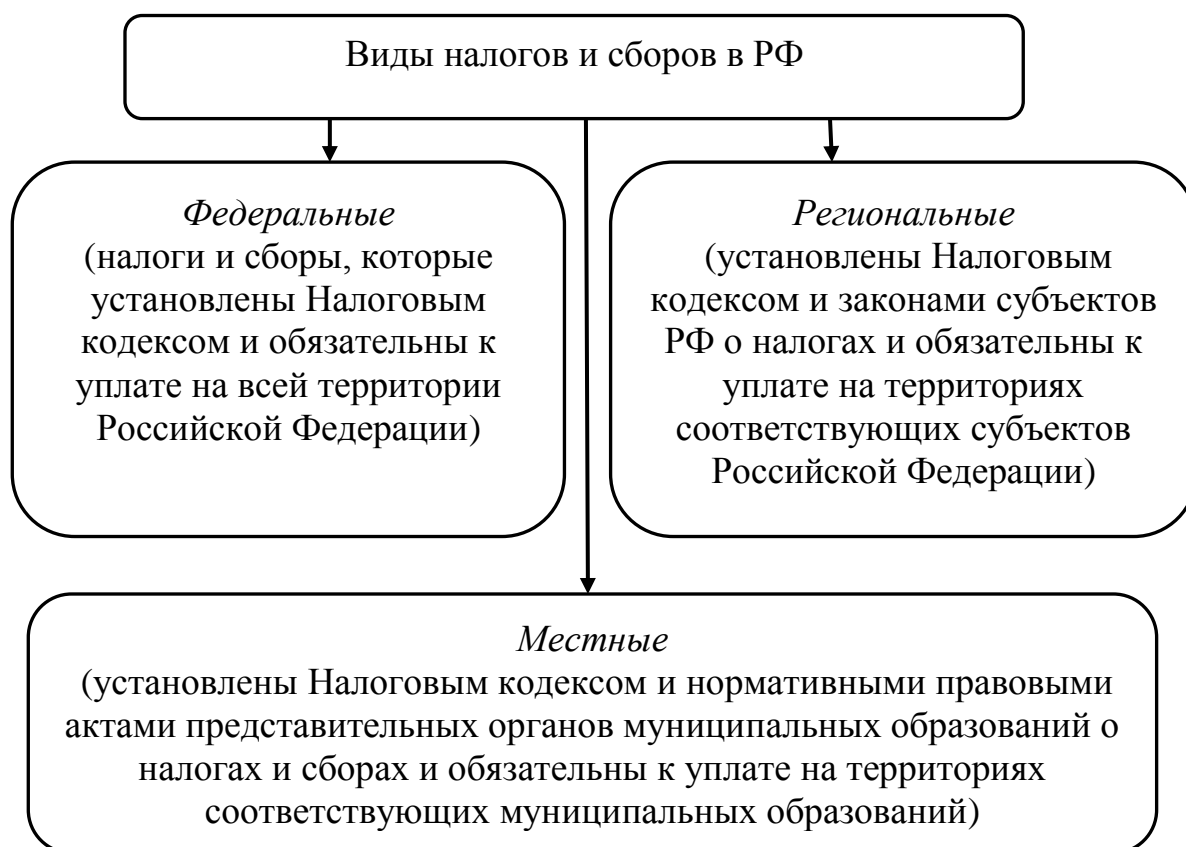 Виды налогов и сборов в РФ
Федеральные
(налоги и сборы, которые
установлены Налоговым
кодексом и обязательны к
уплате на всей территории
Российской Федерации)
Региональные
(установлены Налоговым
кодексом и законами субъектов
РФ о налогах и обязательны к
уплате на территориях
соответствующих субъектов
Российской Федерации)
Местные
(установлены Налоговым кодексом и нормативными правовыми
актами представительных органов муниципальных образований о
налогах и сборах и обязательны к уплате на территориях
соответствующих муниципальных образований)